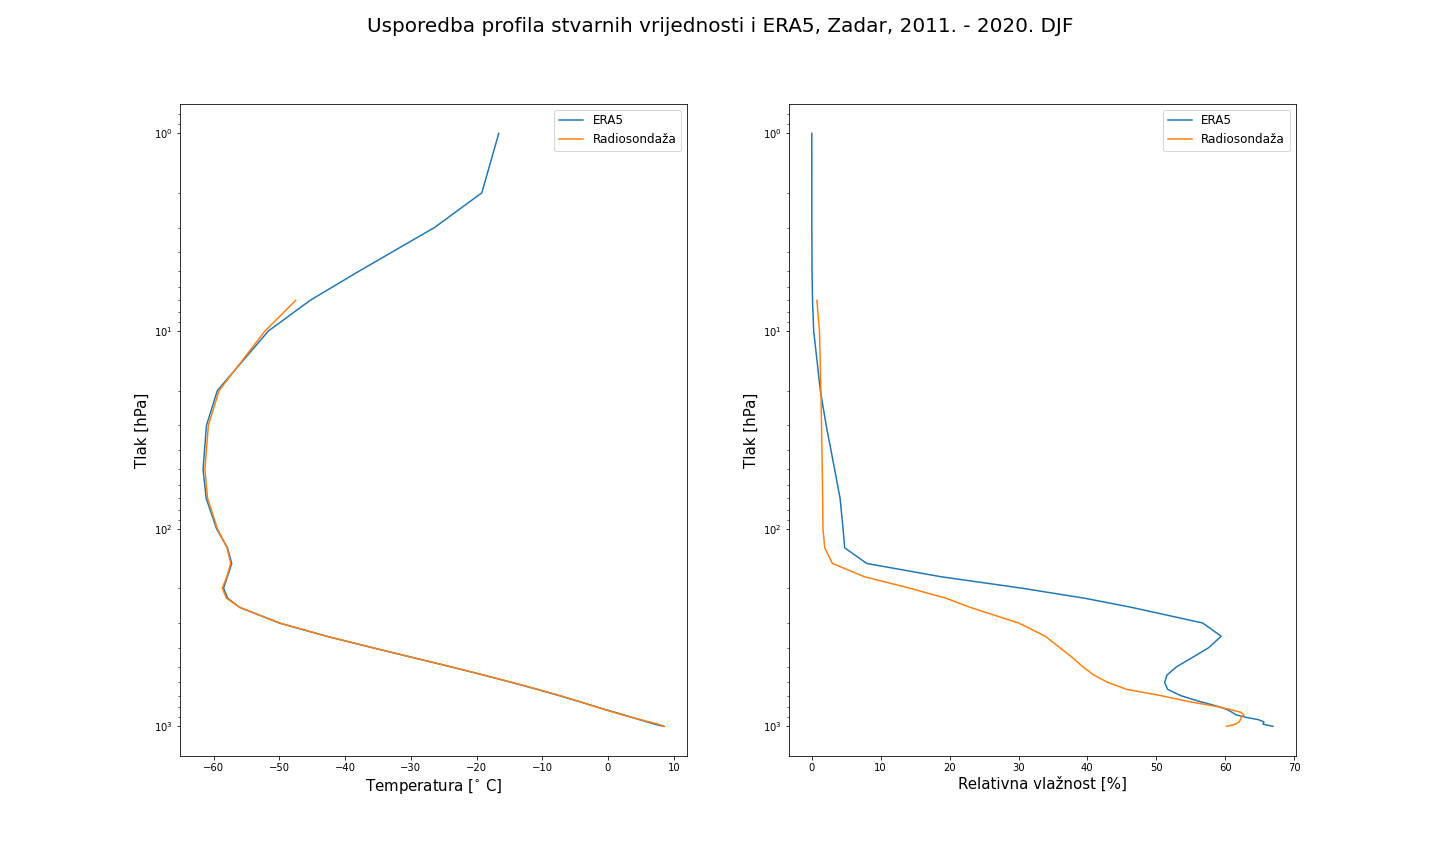 Usporedba profila stvarnih vrijednosti i ERA5, Zadar, 2011. - 2020. DJF
ERA5
Radiosondaža
10⁰
10¹
10²
10³
Tlak [hPa]
−60 −50 −40 −30 −20 −10 0 10
Temperatura [° C]
ERA5
Radiosondaža
10⁰
10¹
10²
10³
Tlak [hPa]
0 10 20 30 40 50 60 70
Relativna vlažnost [%]